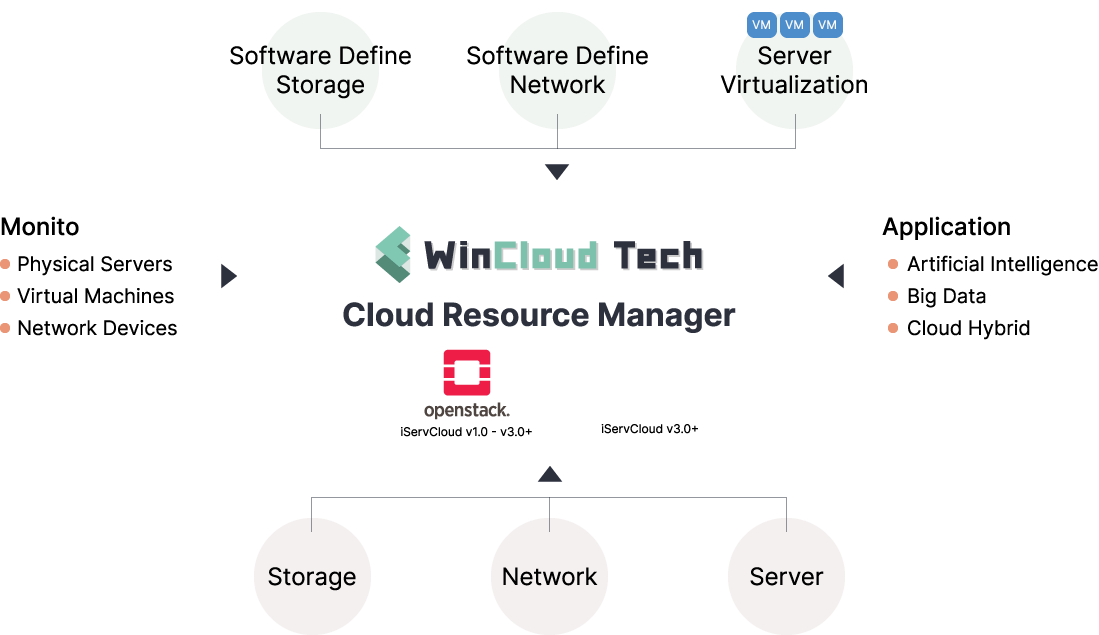 VM VM VM
Software Define
Storage
Software Define
Network
Server
Virtualization
Monito
Physical Servers
Virtual Machines
Network Devices
WinCloud Tech
Cloud Resource Manager
openstack.
iServCloud v1.0 - v3.0+
iServCloud v3.0+
Application
Artificial Intelligence
Big Data
Cloud Hybrid
Storage
Network
Server